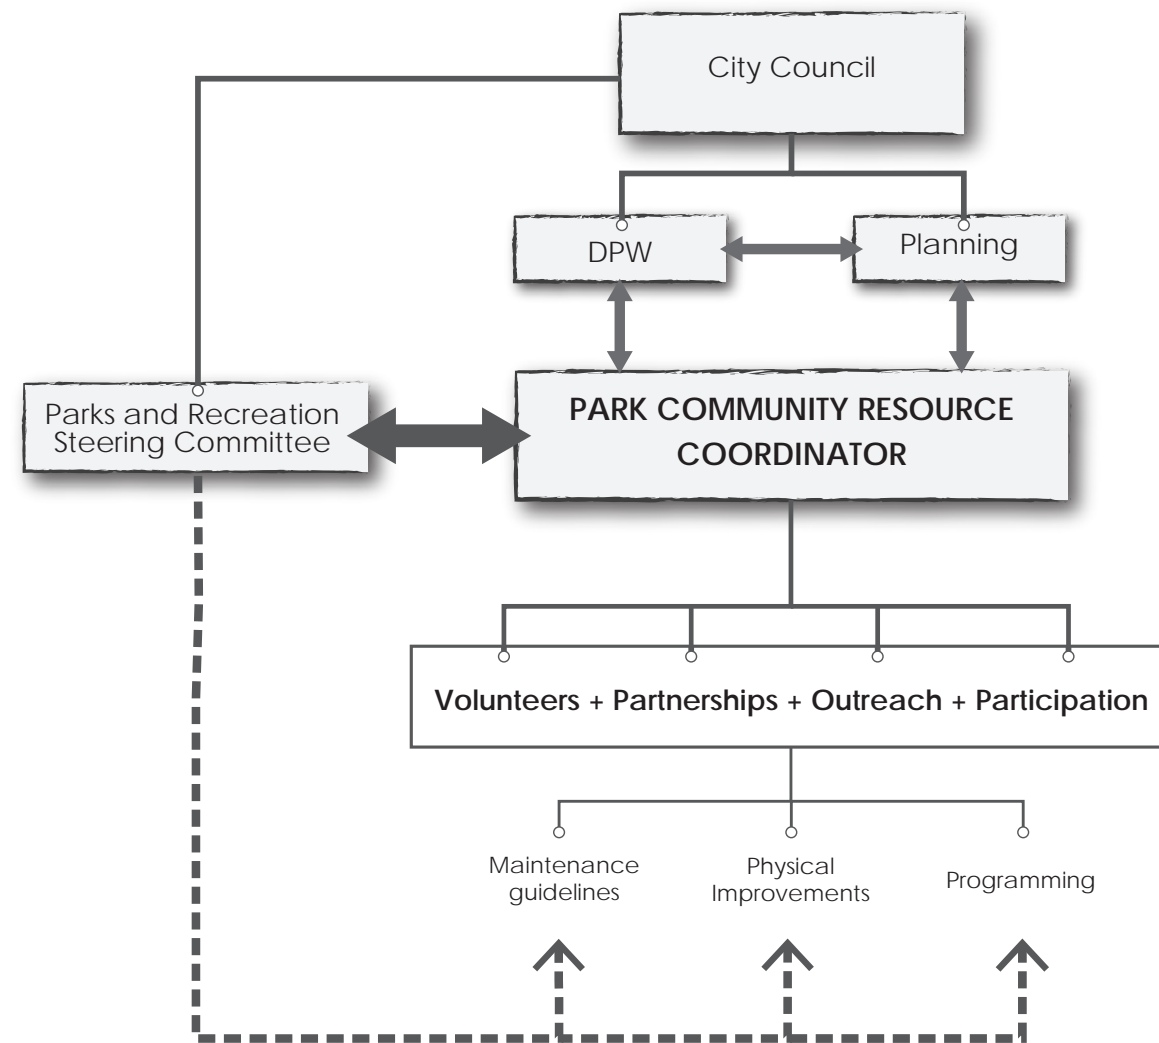 City Council
DPW
Planning
Parks and Recreation
Steering Committee
PARK COMMUNITY RESOURCE
COORDINATOR
Volunteers + Partnerships + Outreach + Participation
Maintenance
guidelines
Physical
Improvements
Programming